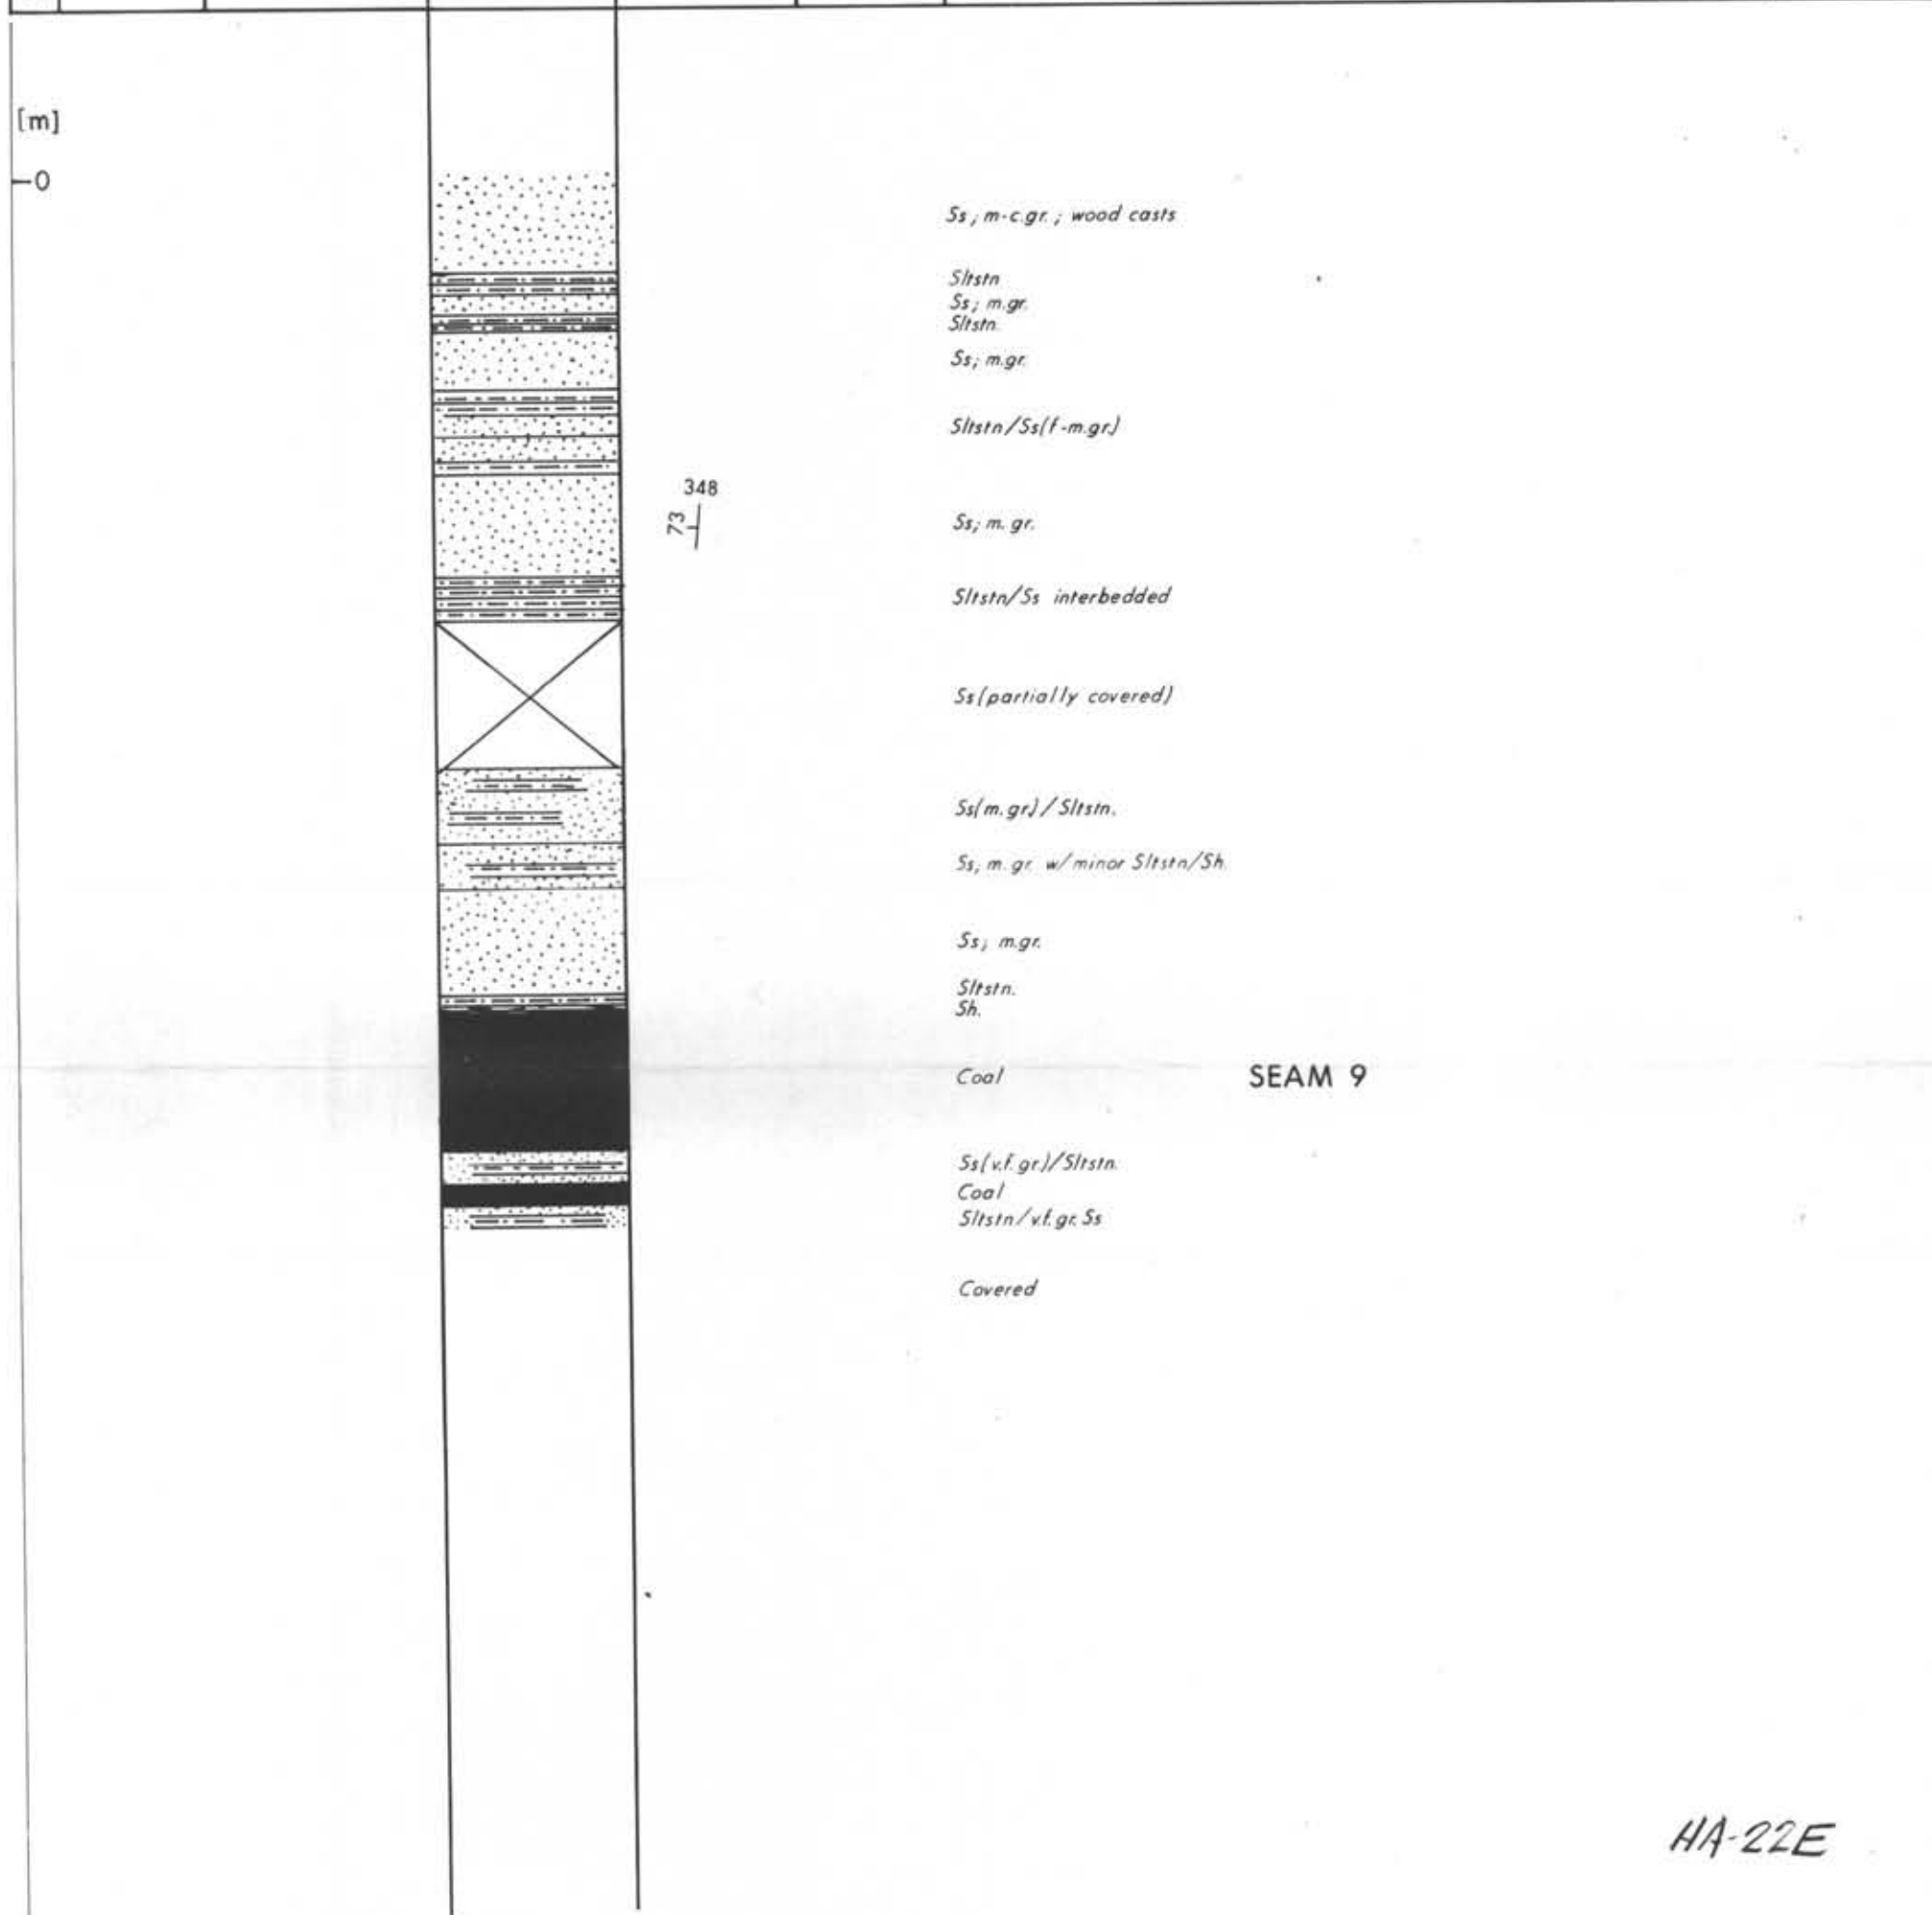 [m]
0
Ss; m-c.gr.; wood casts
Sltstn
Ss; m.gr.
Sltstn.
Ss; m.gr.
Sltstn/Ss(f-m.gr.)
348
73
Ss; m. gr.
Sltstn/Ss interbedded
Ss(partially covered)
Ss(m.gr.)/Sltstn.
Ss, m.gr. w/minor Sltstn/Sh.
Ss; m.gr.
Sltstn.
Sh.
Coal SEAM 9
Ss(v.f.gr.)/Sltstn.
Coal
Sltstn/v.f.gr.Ss
Covered
HA-22E